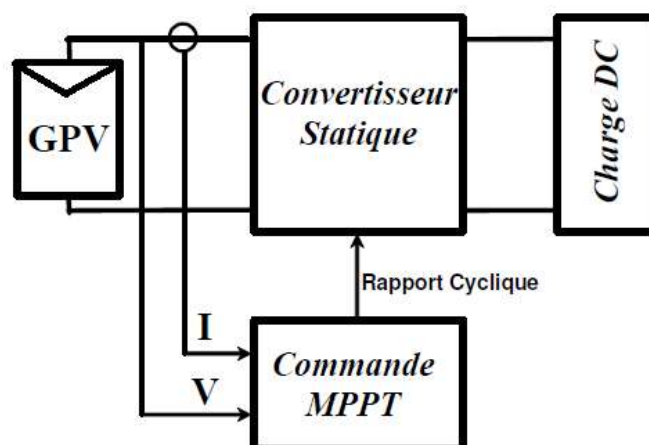 GPV
Convertisseur
Statique
Charge DC
Rapport Cyclique
I
V
Commande
MPPT